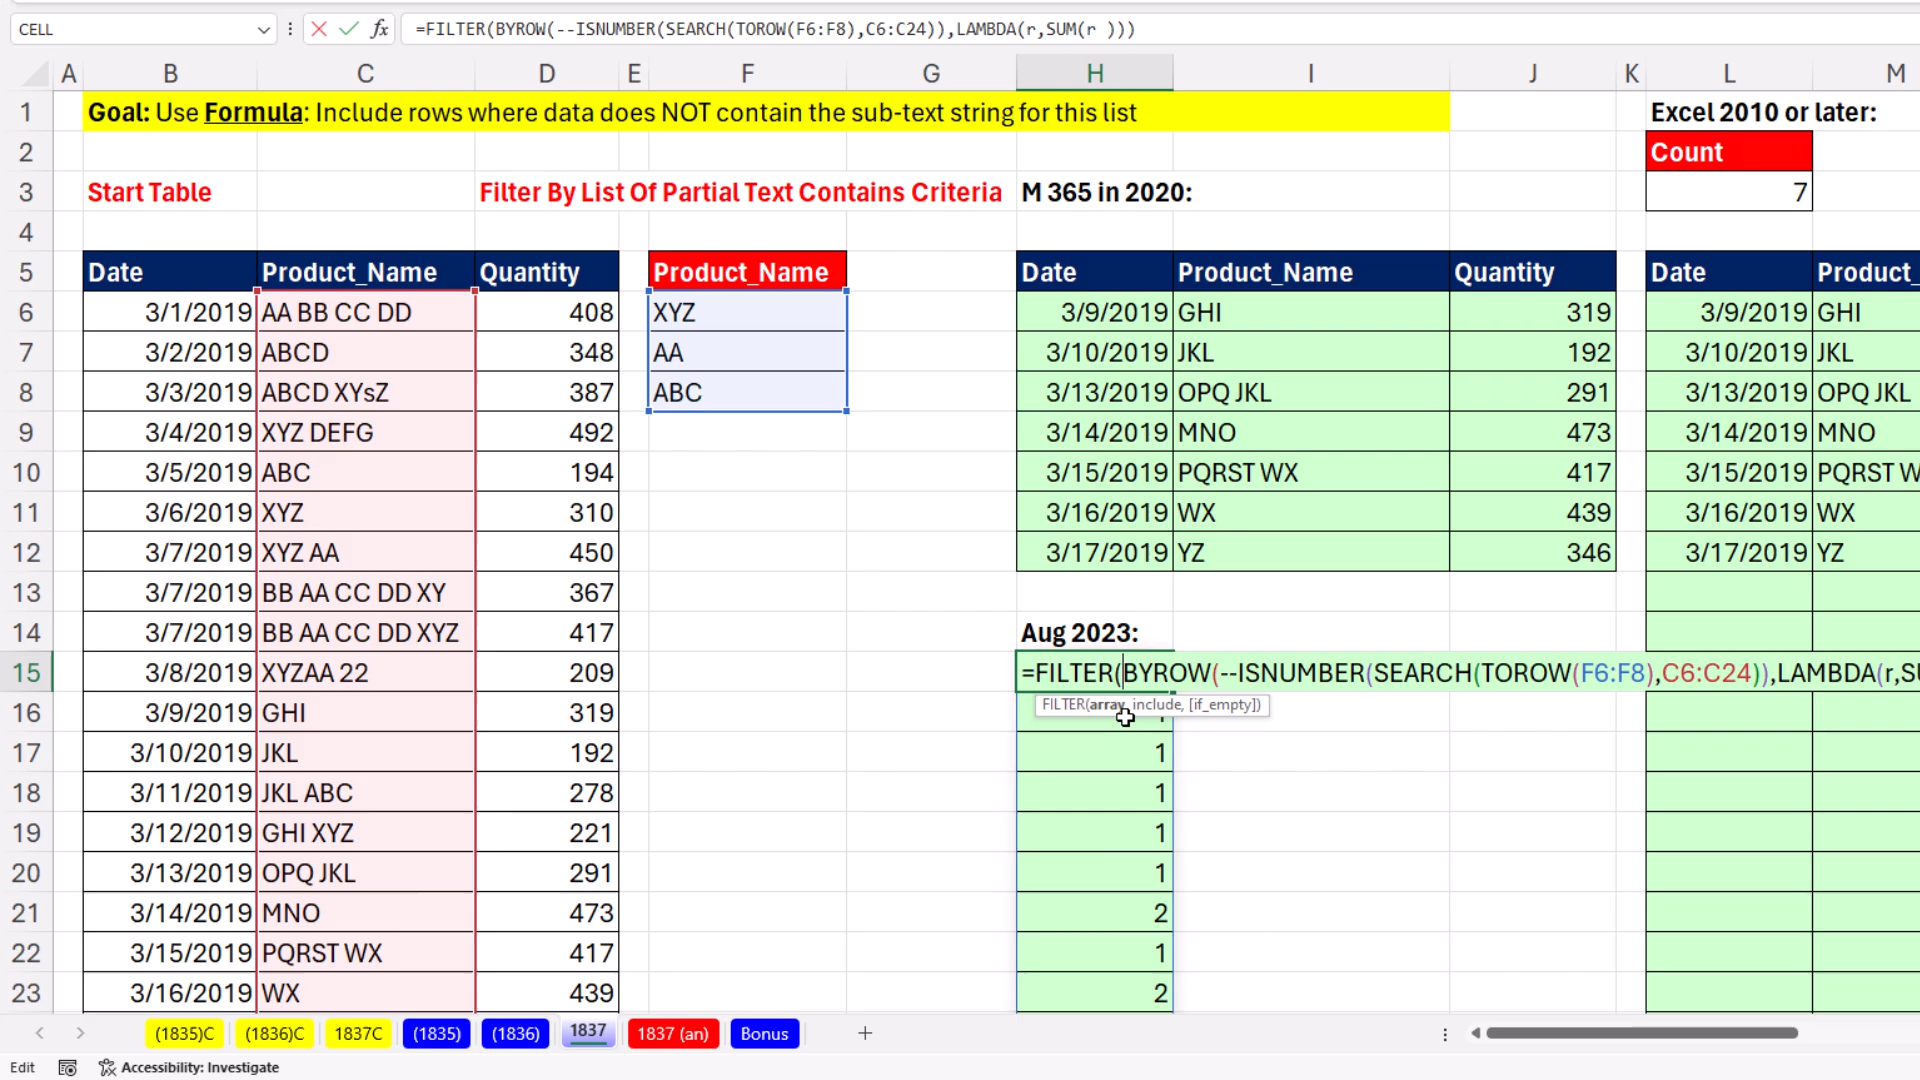 CELL
=FILTER(BYROW(--ISNUMBER(SEARCH(TOROW(F6:F8),C6:C24)),LAMBDA(r,SUM(r )))
A B C D E F G H I J K L M
1 Goal: Use Formula: Include rows where data does NOT contain the sub-text string for this list Excel 2010 or later:
2 Count
3 Start Table Filter By List Of Partial Text Contains Criteria M 365 in 2020: 7
4
5 Date Product_Name Quantity Product_Name Date Product_Name Quantity Date Product_
6 3/1/2019 AA BB CC DD 408 XYZ 3/9/2019 GHI 319 3/9/2019 GHI
7 3/2/2019 ABCD 348 AA 3/10/2019 JKL 192 3/10/2019 JKL
8 3/3/2019 ABCD XYsZ 387 ABC 3/13/2019 OPQ JKL 291 3/13/2019 OPQ JKL
9 3/4/2019 XYZ DEFG 492 3/14/2019 MNO 473 3/14/2019 MNO
10 3/5/2019 ABC 194 3/15/2019 PQRST WX 417 3/15/2019 PQRST W
11 3/6/2019 XYZ 310 3/16/2019 WX 439 3/16/2019 WX
12 3/7/2019 XYZ AA 450 3/17/2019 YZ 346 3/17/2019 YZ
13 3/7/2019 BB AA CC DD XY 367
14 3/7/2019 BB AA CC DD XYZ 417 Aug 2023:
15 3/8/2019 XYZAA 22 209 =FILTER(BYROW(--ISNUMBER(SEARCH(TOROW(F6:F8),C6:C24)),LAMBDA(r,SU
FILTER(array, include, [if_empty])
16 3/9/2019 GHI 319
17 3/10/2019 JKL 192 1
18 3/11/2019 JKL ABC 278 1
19 3/12/2019 GHI XYZ 221 1
20 3/13/2019 OPQ JKL 291 1
21 3/14/2019 MNO 473 2
22 3/15/2019 PQRST WX 417 1
23 3/16/2019 WX 439 2
(1835)C (1836)C 1837C (1835) (1836) 1837 1837 (an) Bonus
Edit Accessibility: Investigate